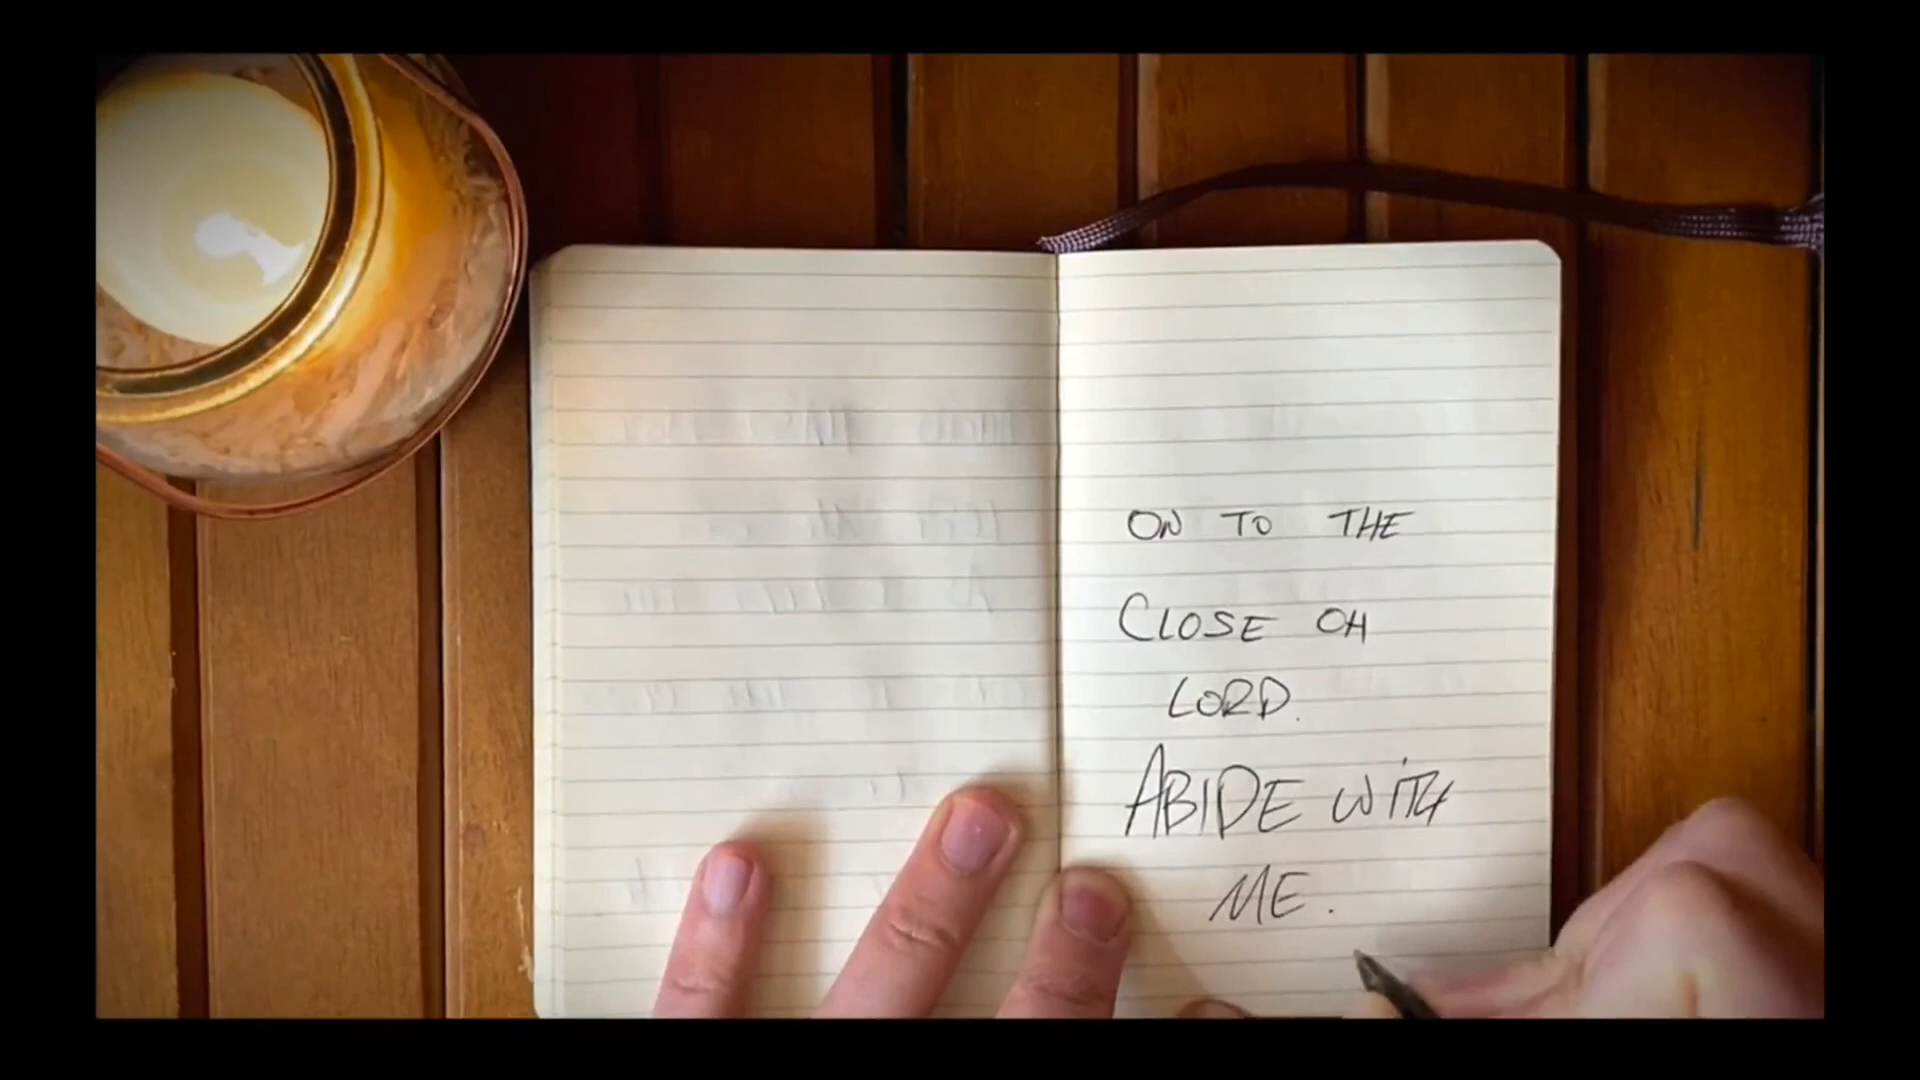 ON TO THE
CLOSE OH
LORD.
ABIDE WITH
ME.